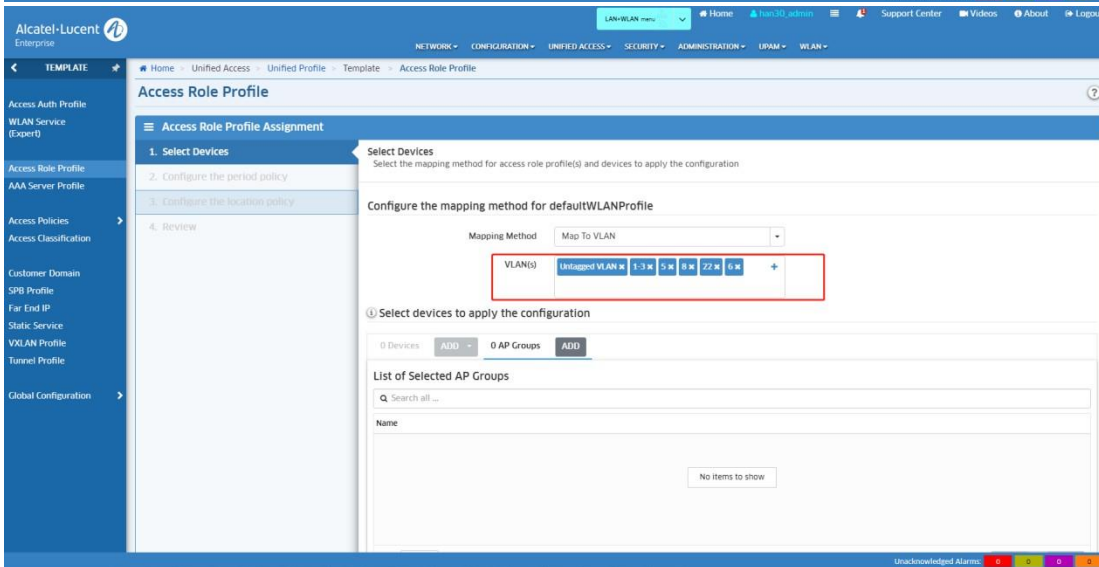 Alcatel·Lucent
Enterprise
LAN+WLAN menu
Home
han30_admin
Support Center
Videos
About
Logou
NETWORK
CONFIGURATION
UNIFIED ACCESS
SECURITY
ADMINISTRATION
UPAM
WLAN
TEMPLATE
Home > Unified Access > Unified Profile > Template > Access Role Profile
Access Role Profile
?
Access Auth Profile
WLAN Service
(Expert)
Access Role Profile
AAA Server Profile
Access Policies
Access Classification
Customer Domain
SPB Profile
Far End IP
Static Service
VXLAN Profile
Tunnel Profile
Global Configuration
Access Role Profile Assignment
1. Select Devices
2. Configure the period policy
3. Configure the location policy
4. Review
Select Devices
Select the mapping method for access role profile(s) and devices to apply the configuration
Configure the mapping method for defaultWLANProfile
Mapping Method Map To VLAN
VLAN(s) Untagged VLAN × 1-3 × 5 × 8 × 22 × 6 × +
Select devices to apply the configuration
0 Devices ADD 0 AP Groups ADD
List of Selected AP Groups
Search all ...
Name
No items to show
Unacknowledged Alarms: 0 0 0 0